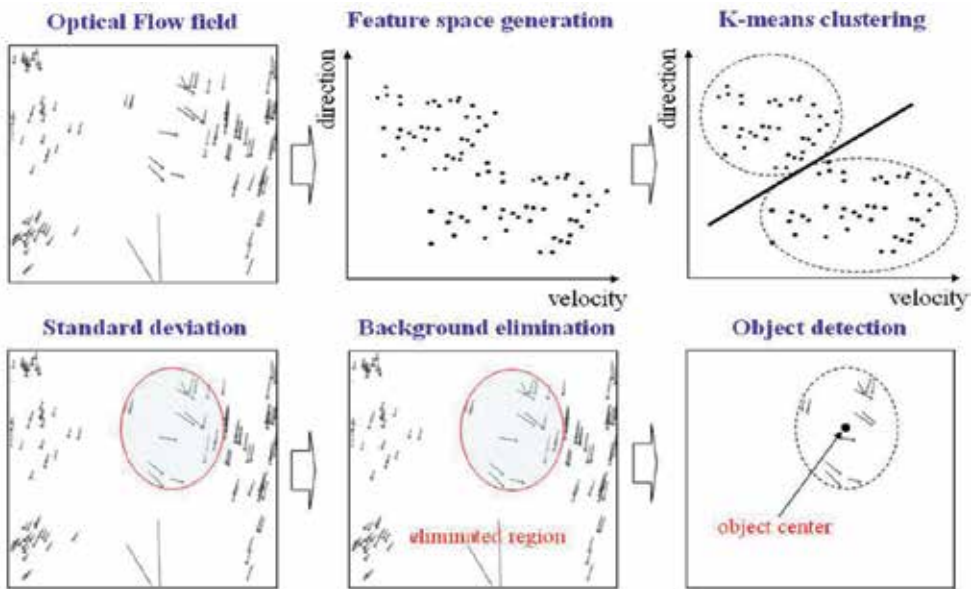 Optical Flow field
Feature space generation
K-means clustering
direction
velocity
direction
velocity
Standard deviation
Background elimination
Object detection
eliminated region
object center